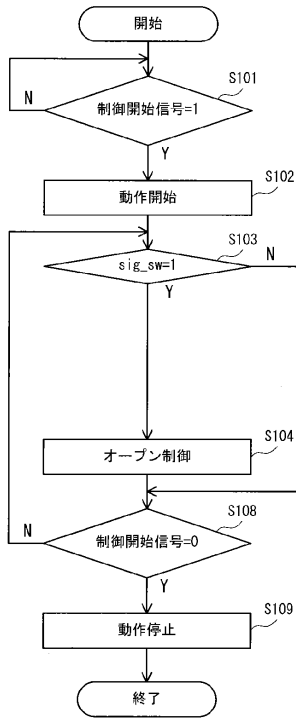 開始
S101
制御開始信号=1
N
Y
S102
動作開始
S103
sig_sw=1
N
Y
S104
オープン制御
S108
制御開始信号=0
N
Y
S109
動作停止
終了